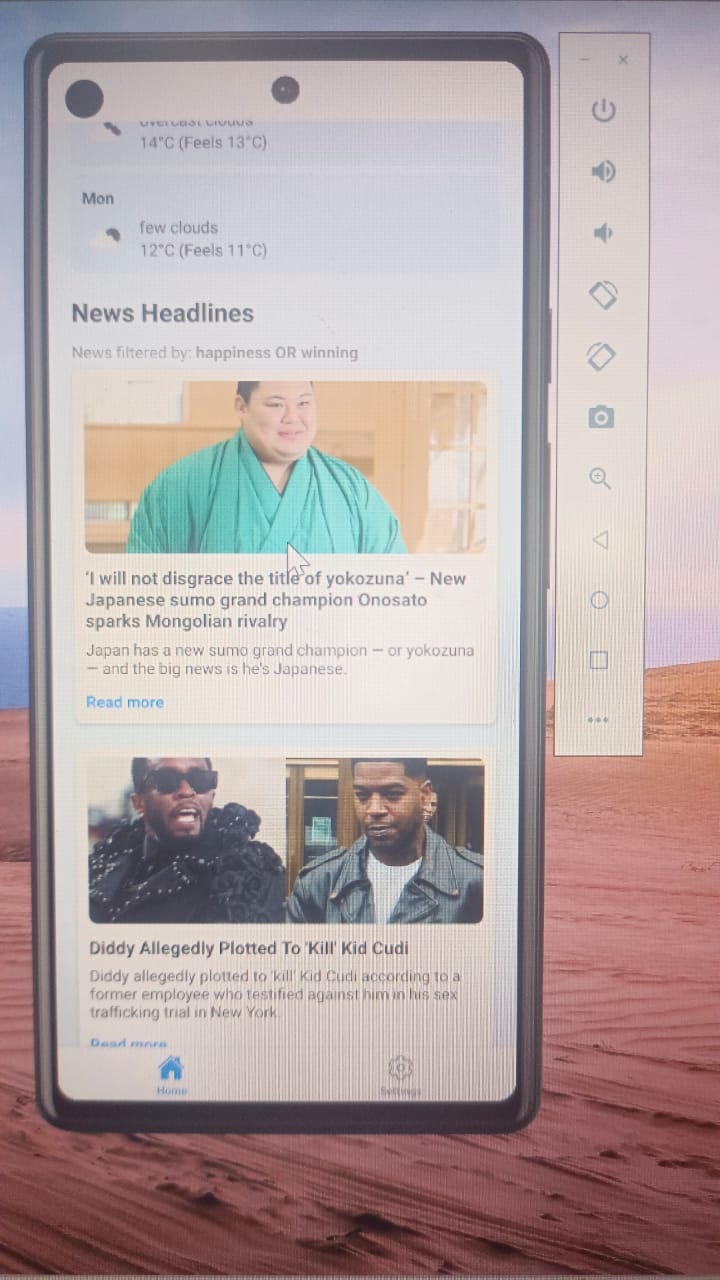 overcast clouds
14°C (Feels 13°C)
Mon
few clouds
12°C (Feels 11°C)
News Headlines
News filtered by: happiness OR winning
‘I will not disgrace the title of yokozuna’ – New
Japanese sumo grand champion Onosato
sparks Mongolian rivalry
Japan has a new sumo grand champion — or yokozuna
— and the big news is he's Japanese.
Read more
Diddy Allegedly Plotted To 'Kill' Kid Cudi
Diddy allegedly plotted to 'kill' Kid Cudi according to a
former employee who testified against him in his sex
trafficking trial in New York.
Read more
Home
Settings